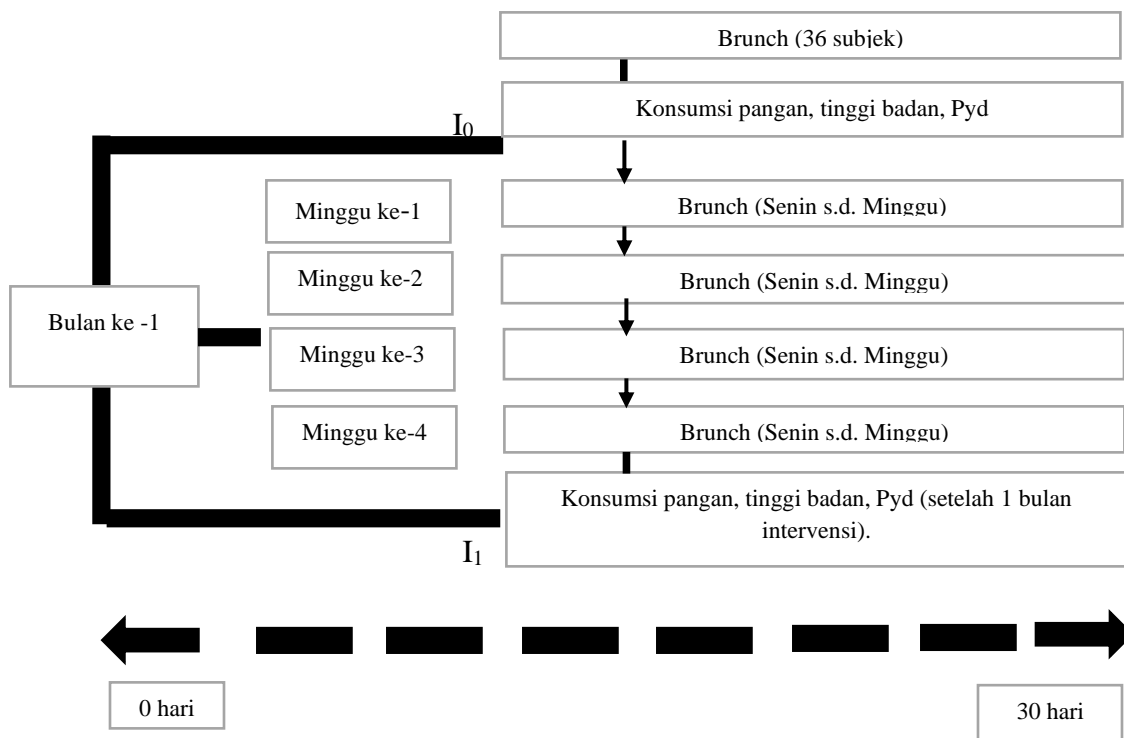 Brunch (36 subjek)
Konsumsi pangan, tinggi badan, Pyd
I0
Minggu ke-1
Brunch (Senin s.d. Minggu)
Minggu ke-2
Brunch (Senin s.d. Minggu)
Bulan ke -1
Minggu ke-3
Brunch (Senin s.d. Minggu)
Minggu ke-4
Brunch (Senin s.d. Minggu)
Konsumsi pangan, tinggi badan, Pyd (setelah 1 bulan
intervensi).
I1
0 hari
30 hari